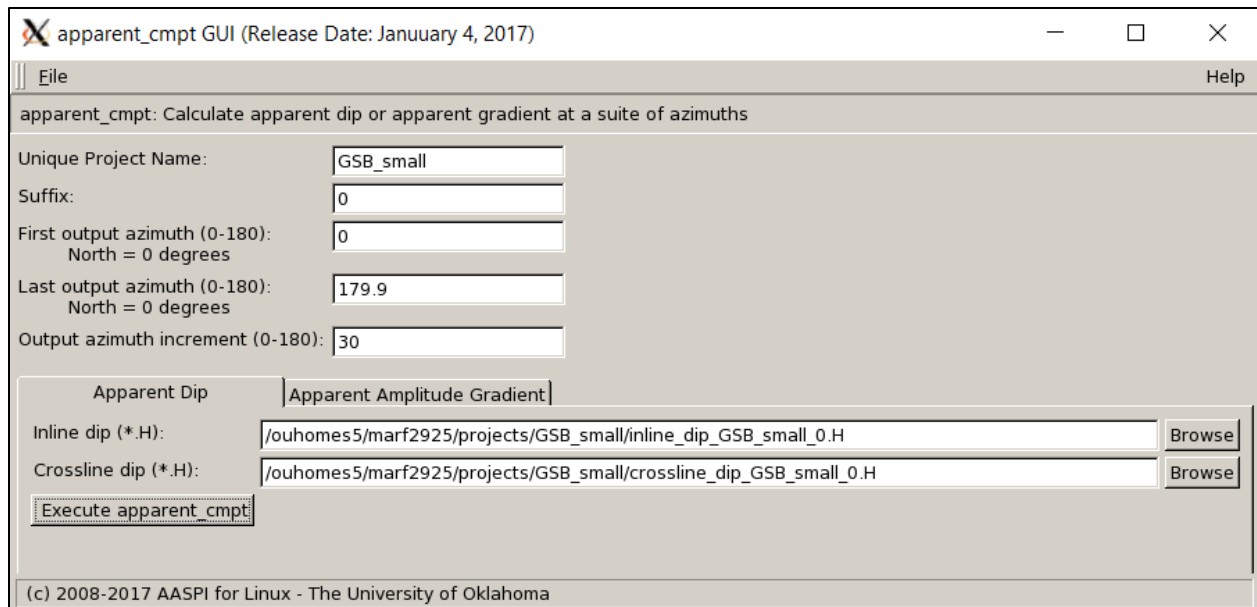 apparent_cmpt GUI (Release Date: Januuary 4, 2017)
File Help
apparent_cmpt: Calculate apparent dip or apparent gradient at a suite of azimuths
Unique Project Name: GSB_small
Suffix: 0
First output azimuth (0-180): 0
North = 0 degrees
Last output azimuth (0-180): 179.9
North = 0 degrees
Output azimuth increment (0-180): 30
Apparent Dip Apparent Amplitude Gradient
Inline dip (*.H): /ouhomes5/marf2925/projects/GSB_small/inline_dip_GSB_small_0.H Browse
Crossline dip (*.H): /ouhomes5/marf2925/projects/GSB_small/crossline_dip_GSB_small_0.H Browse
Execute apparent_cmpt
(c) 2008-2017 AASPI for Linux - The University of Oklahoma